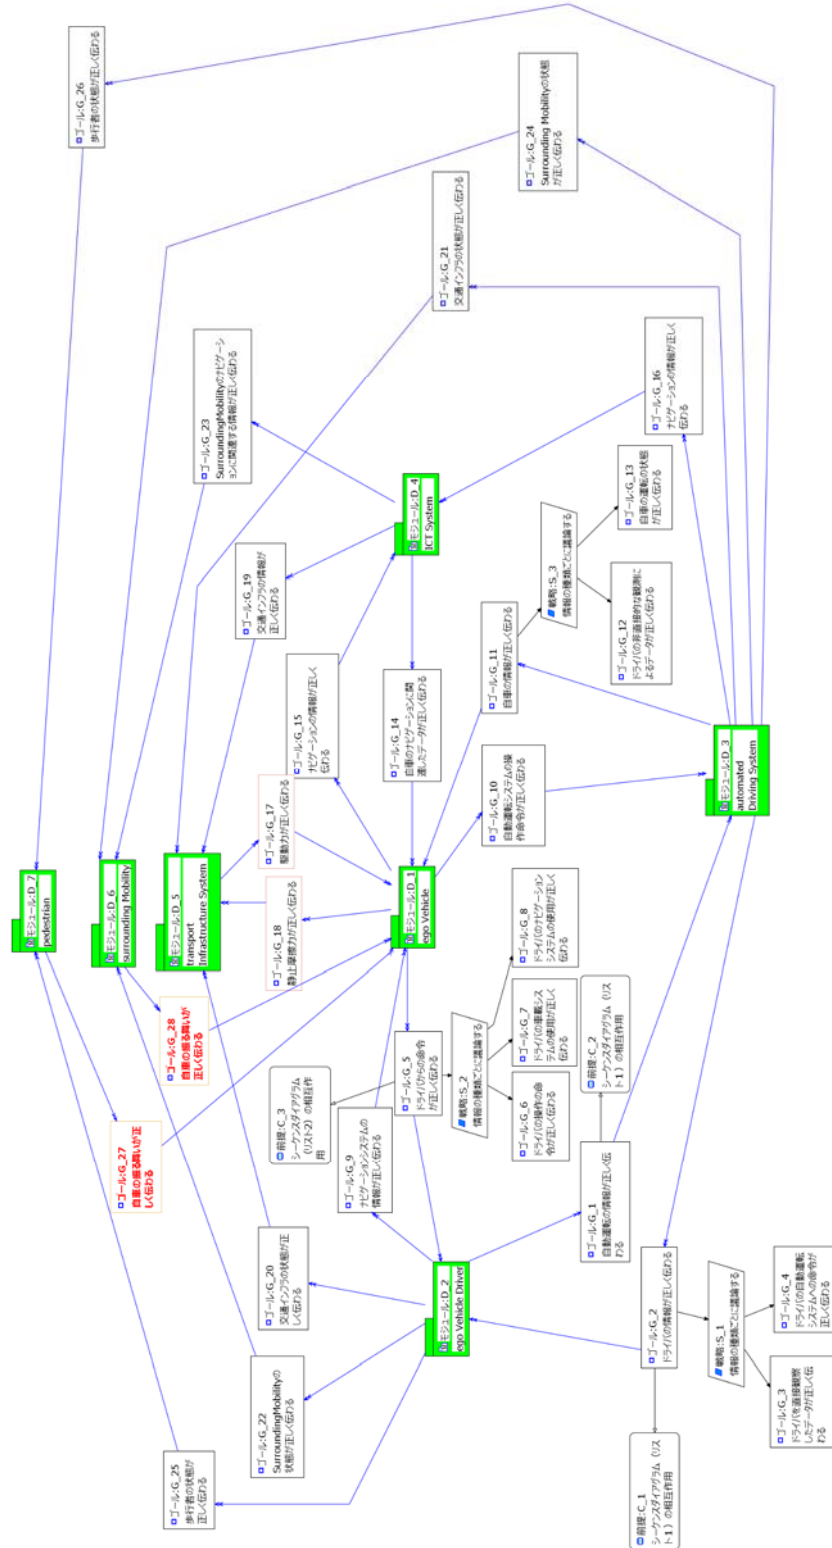 ゴール:G_26
歩行者の状態が正しく伝わる
ゴール:G_24
Surrounding Mobilityの状態
が正しく伝わる
ゴール:G_21
交通インフラの状態が正しく伝わる
ゴール:G_23
SurroundingMobilityのナビゲーシ
ョンに関連する情報が正しく伝わる
ゴール:G_16
ナビゲーションの情報が正しく
伝わる
ゴール:G_13
自車の運転の状態
が正しく伝わる
モジュール:D_4
ICT System
戦略:S_3
情報の種類ごとに議論する
ゴール:G_19
交通インフラの情報が
正しく伝わる
ゴール:G_12
ドライバの非直接的な観測に
よるデータが正しく伝わる
ゴール:G_11
自車の情報が正しく伝わる
ゴール:G_15
ナビゲーションの情報が正しく
伝わる
ゴール:G_14
自車のナビゲーションに関
連したデータが正しく伝わる
ゴール:G_10
自動運転システムの操
作命令が正しく伝わる
モジュール:D_3
automated
Driving System
ゴール:G_17
駆動力が正しく伝わる
モジュール:D_7
pedestrian
モジュール:D_6
surrounding Mobility
モジュール:D_5
transport
Infrastructure System
モジュール:D_1
ego Vehicle
ゴール:G_18
静止摩擦力が正しく伝わる
ゴール:G_8
ドライバのナビゲーション
システムの使用が正しく
伝わる
ゴール:G_28
自車の振る舞いが
正しく伝わる
ゴール:G_7
ドライバの車載シス
テムの使用が正しく
伝わる
前提:C_2
シーケンスダイアグラム（リス
ト1）の相互作用
ゴール:G_5
ドライバからの命令
が正しく伝わる
戦略:S_2
情報の種類ごとに議論する
ゴール:G_6
ドライバの操作の命
令が正しく伝わる
前提:C_3
シーケンスダイアグラム
（リスト2）の相互作
用
ゴール:G_27
自車の振る舞いが正
しく伝わる
ゴール:G_9
ナビゲーションシステムの
情報が正しく伝わる
ゴール:G_1
自動運転の情報が正しく伝
わる
ゴール:G_20
交通インフラの状態が正
しく伝わる
モジュール:D_2
ego Vehicle Driver
ゴール:G_2
ドライバの情報が正しく伝わる
ゴール:G_4
ドライバの自動運転
システムへの命令が
正しく伝わる
戦略:S_1
情報の種類ごとに議論する
ゴール:G_22
SurroundingMobilityの
状態が正しく伝わる
ゴール:G_3
ドライバを直接観察
したデータが正しく伝
わる
ゴール:G_25
歩行者の状態が
正しく伝わる
前提:C_1
シーケンスダイアグラム（リス
ト1）の相互作用